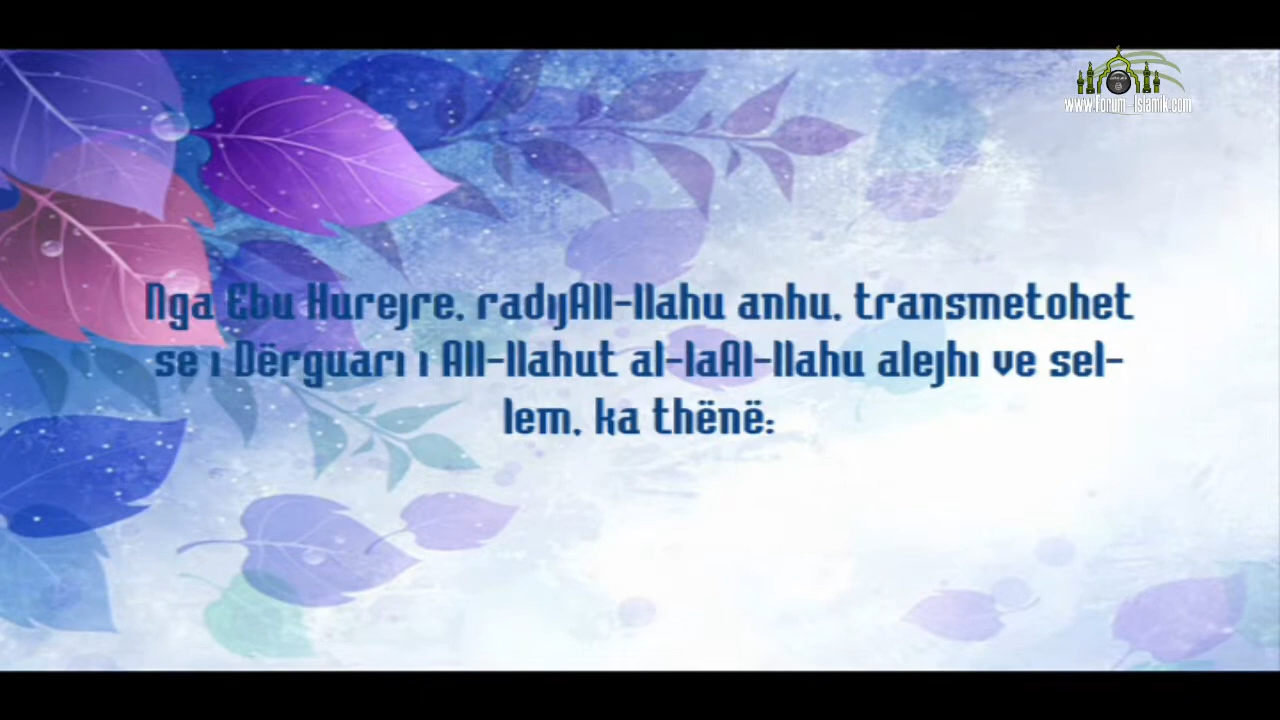 www.Forum-Islamik.com
Nga Ebu Hurejre, radijAll-llahu anhu, transmetohet
se i Dërguari i All-llahut al-laAl-llahu alejhi ve sel-
lem, ka thënë: